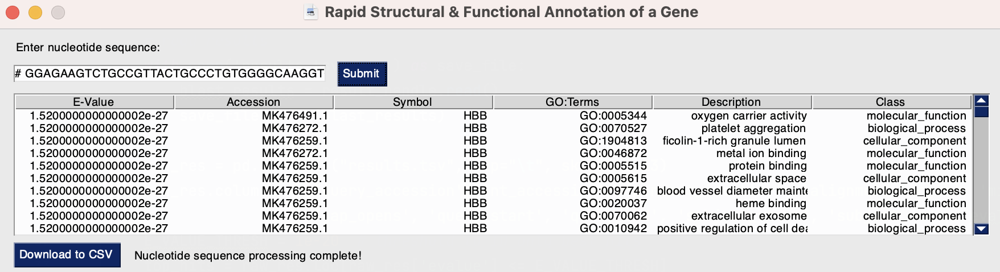 Rapid Structural & Functional Annotation of a Gene
Enter nucleotide sequence:
# GGAGAAGTCTGCCGTTACTGCCCTGTGGGGCAAGGT Submit
E-Value Accession Symbol GO:Terms Description Class
1.5200000000000002e-27 MK476491.1 HBB GO:0005344 oxygen carrier activity molecular_function
1.5200000000000002e-27 MK476272.1 HBB GO:0070527 platelet aggregation biological_process
1.5200000000000002e-27 MK476259.1 HBB GO:1904813 ficolin-1-rich granule lumen cellular_component
1.5200000000000002e-27 MK476272.1 HBB GO:0046872 metal ion binding molecular_function
1.5200000000000002e-27 MK476259.1 HBB GO:0005515 protein binding molecular_function
1.5200000000000002e-27 MK476259.1 HBB GO:0005615 extracellular space cellular_component
1.5200000000000002e-27 MK476259.1 HBB GO:0097746 blood vessel diameter mainte biological_process
1.5200000000000002e-27 MK476259.1 HBB GO:0020037 heme binding molecular_function
1.5200000000000002e-27 MK476259.1 HBB GO:0070062 extracellular exosome cellular_component
1.5200000000000002e-27 MK476259.1 HBB GO:0010942 positive regulation of cell dea biological_process
Download to CSV Nucleotide sequence processing complete!